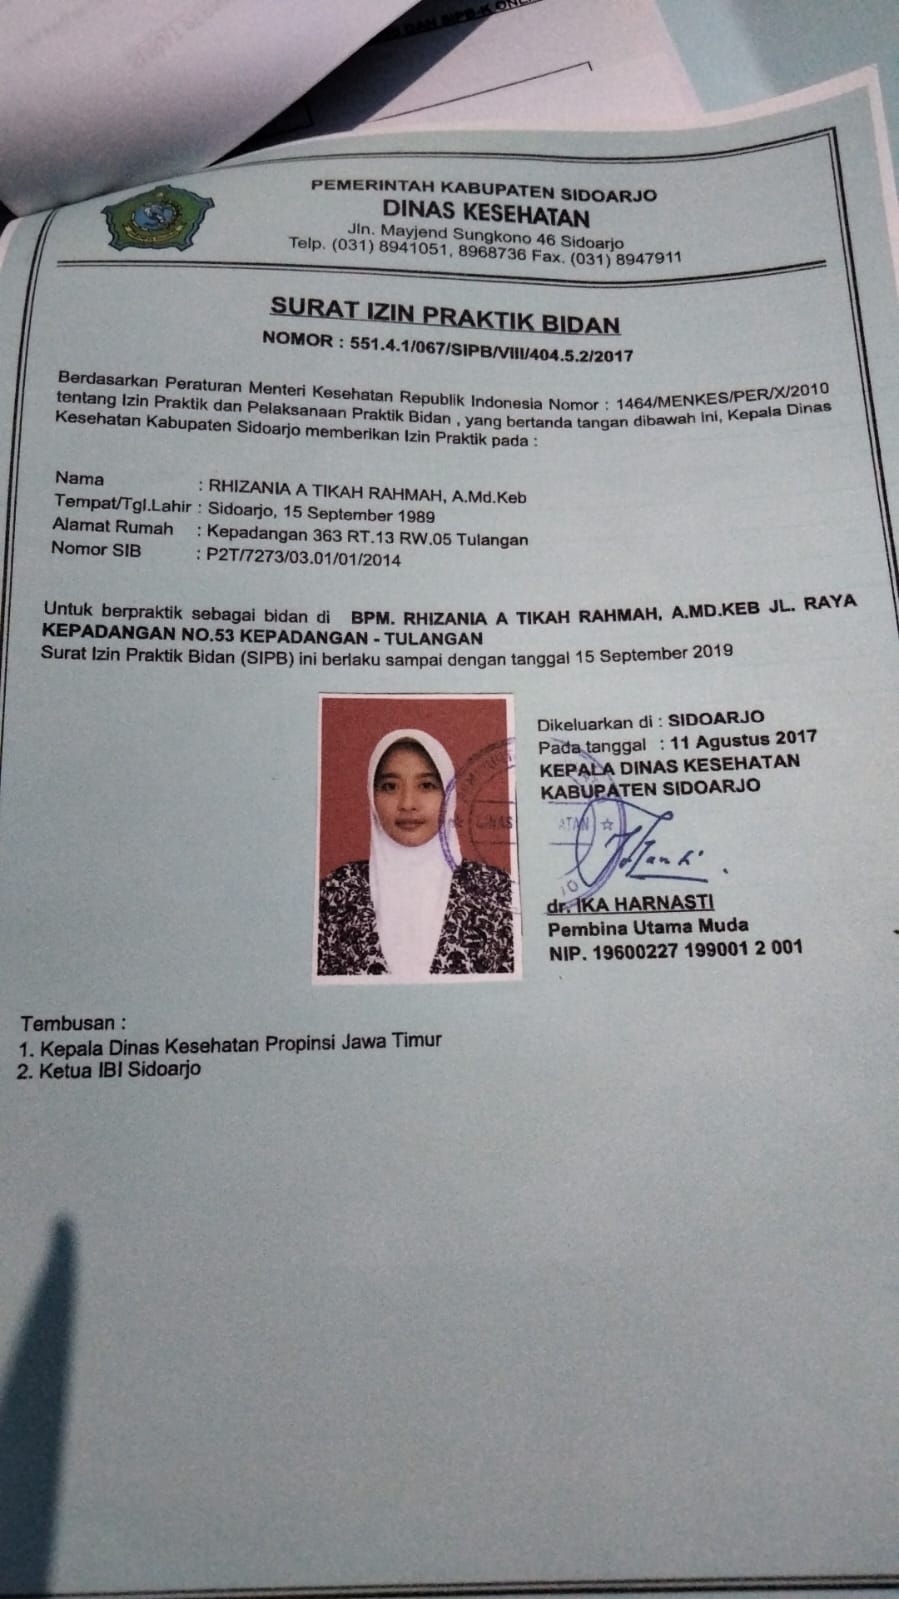 PEMERINTAH KABUPATEN SIDOARJO
DINAS KESEHATAN
Jln. Mayjend Sungkono 46 Sidoarjo
Telp. (031) 8941051, 8968736 Fax. (031) 8947911
SURAT IZIN PRAKTIK BIDAN
NOMOR : 551.4.1/067/SIPB/VIII/404.5.2/2017
Berdasarkan Peraturan Menteri Kesehatan Republik Indonesia Nomor : 1464/MENKES/PER/X/2010
tentang Izin Praktik dan Pelaksanaan Praktik Bidan , yang bertanda tangan dibawah Ini, Kepala Dinas
Kesehatan Kabupaten Sidoarjo memberikan Izin Praktik pada :
Nama : RHIZANIA A TIKAH RAHMAH, A.Md.Keb
Tempat/Tgl.Lahir : Sidoarjo, 15 September 1989
Alamat Rumah : Kepadangan 363 RT.13 RW.05 Tulangan
Nomor SIB : P2T/7273/03.01/01/2014
Untuk berpraktik sebagai bidan di BPM. RHIZANIA A TIKAH RAHMAH, A.MD.KEB JL. RAYA
KEPADANGAN NO.53 KEPADANGAN - TULANGAN
Surat Izin Praktik Bidan (SIPB) ini berlaku sampai dengan tanggal 15 September 2019
Dikeluarkan di : SIDOARJO
Pada tanggal : 11 Agustus 2017
KEPALA DINAS KESEHATAN
KABUPATEN SIDOARJO
dr. IKA HARNASTI
Pembina Utama Muda
NIP. 19600227 199001 2 001
Tembusan :
1. Kepala Dinas Kesehatan Propinsi Jawa Timur
2. Ketua IBI Sidoarjo